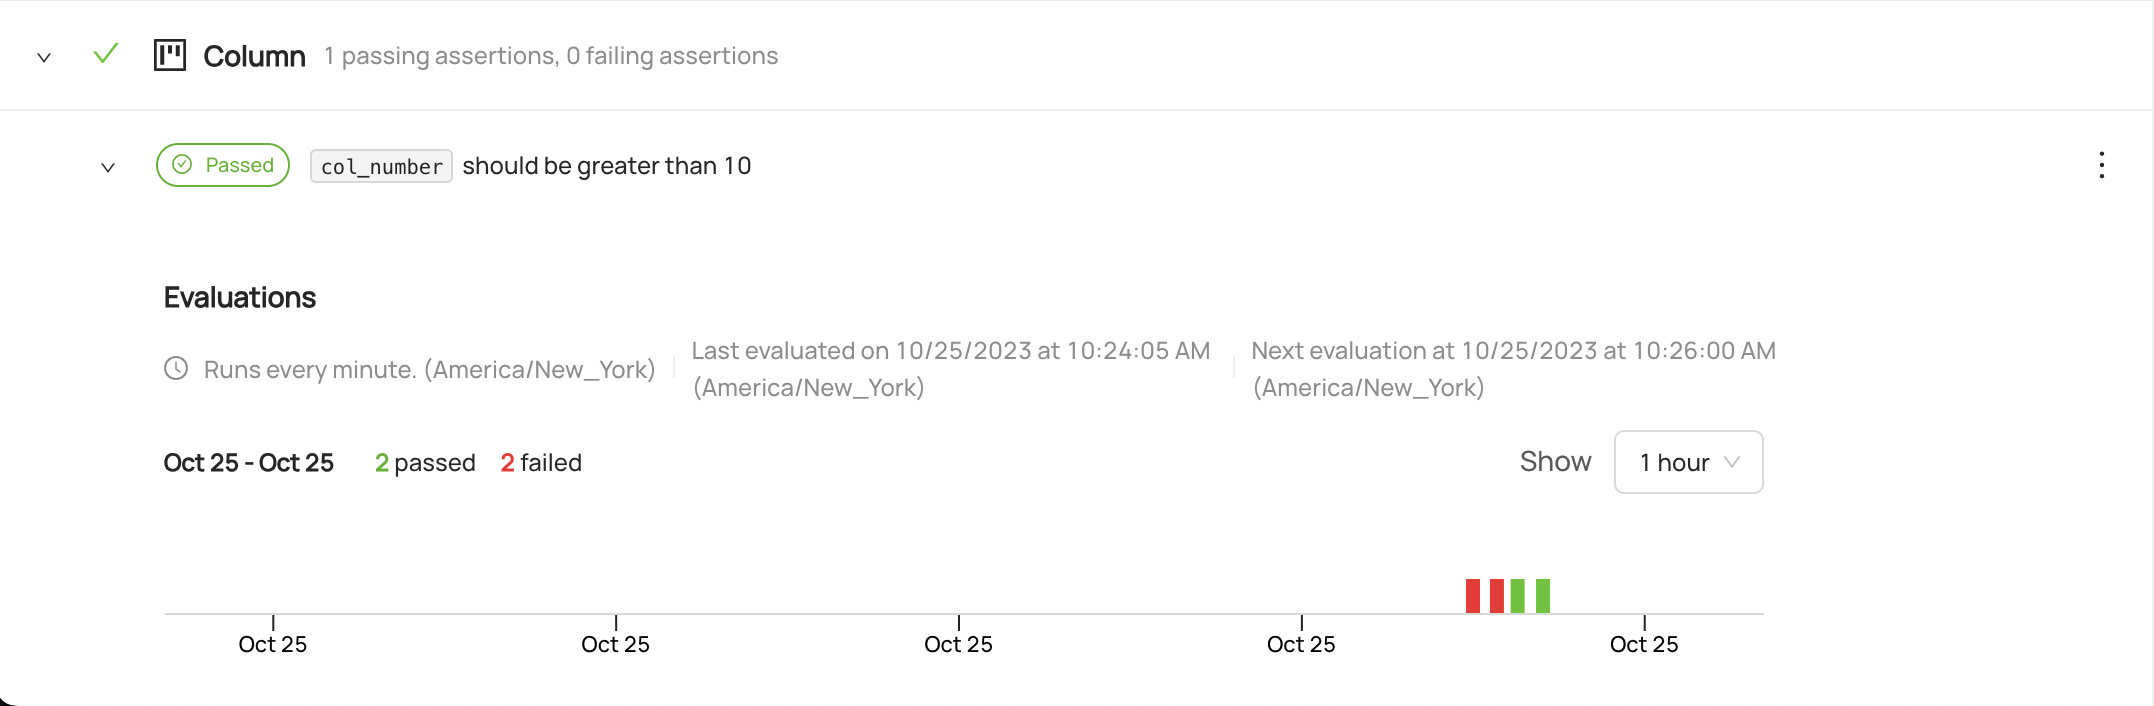 Column 1 passing assertions, 0 failing assertions
Passed col_number should be greater than 10
Evaluations
Runs every minute. (America/New_York)
Last evaluated on 10/25/2023 at 10:24:05 AM
(America/New_York)
Next evaluation at 10/25/2023 at 10:26:00 AM
(America/New_York)
Oct 25 - Oct 25 2 passed 2 failed
Show 1 hour
Oct 25 Oct 25 Oct 25 Oct 25 Oct 25